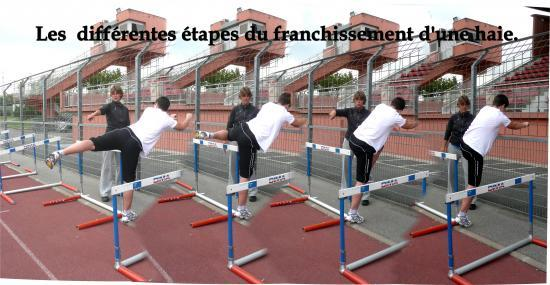 Les différentes étapes du franchissement d'une haie.